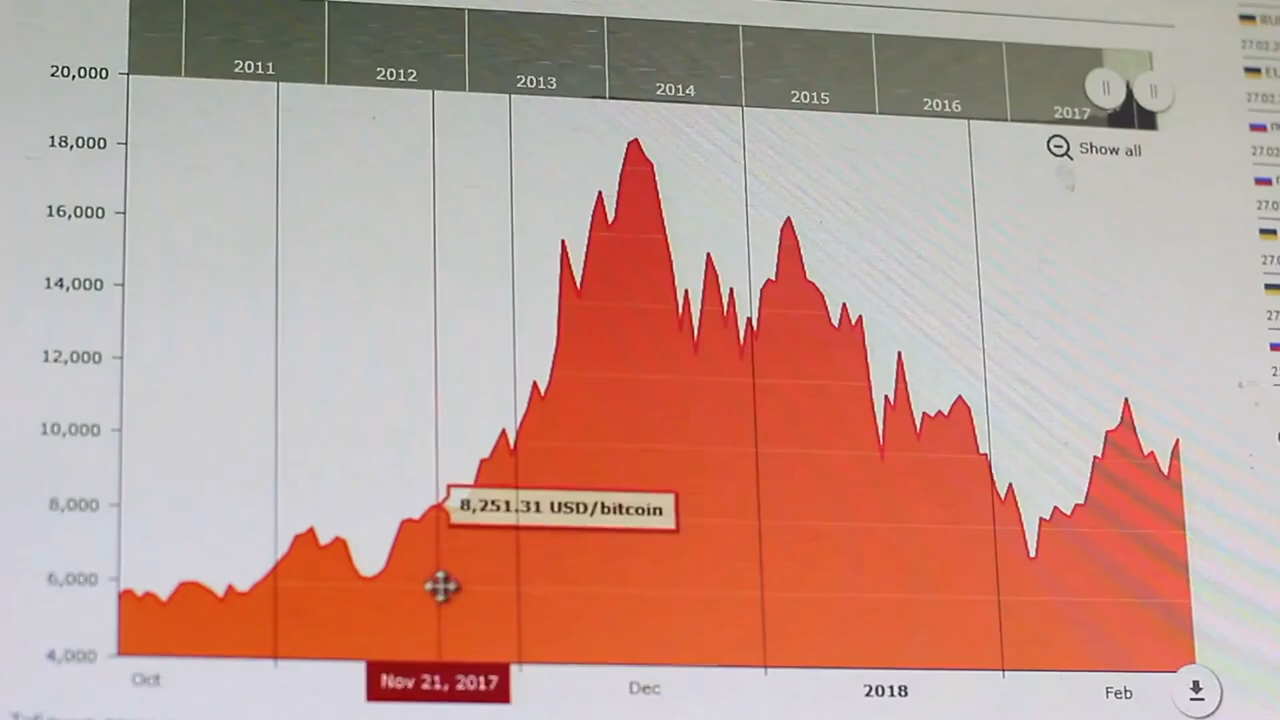 2011 2012 2013 2014 2015 2016 2017
Show all
20,000
18,000
16,000
14,000
12,000
10,000
8,000
6,000
4,000
8,251.31 USD/bitcoin
Oct Nov 21, 2017 Dec 2018 Feb